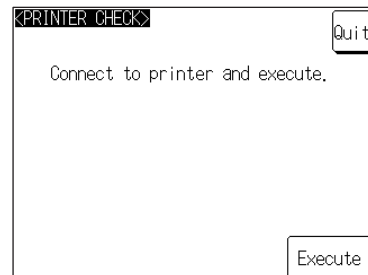 <PRINTER CHECK>
Quit
Connect to printer and execute.
Execute